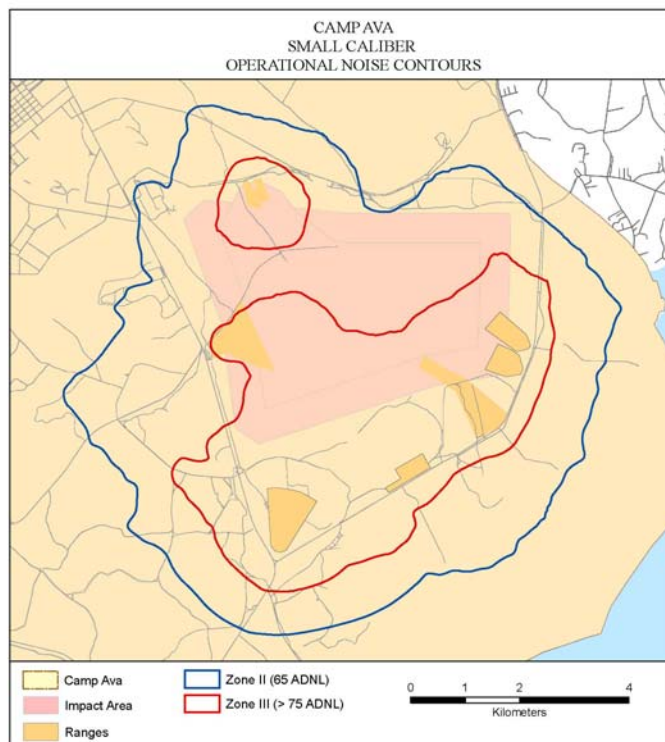 CAMP AVA
SMALL CALIBER
OPERATIONAL NOISE CONTOURS
Camp Ava
Impact Area
Ranges
Zone II (65 ADNL)
Zone III (> 75 ADNL)
0 1 2 4
Kilometers